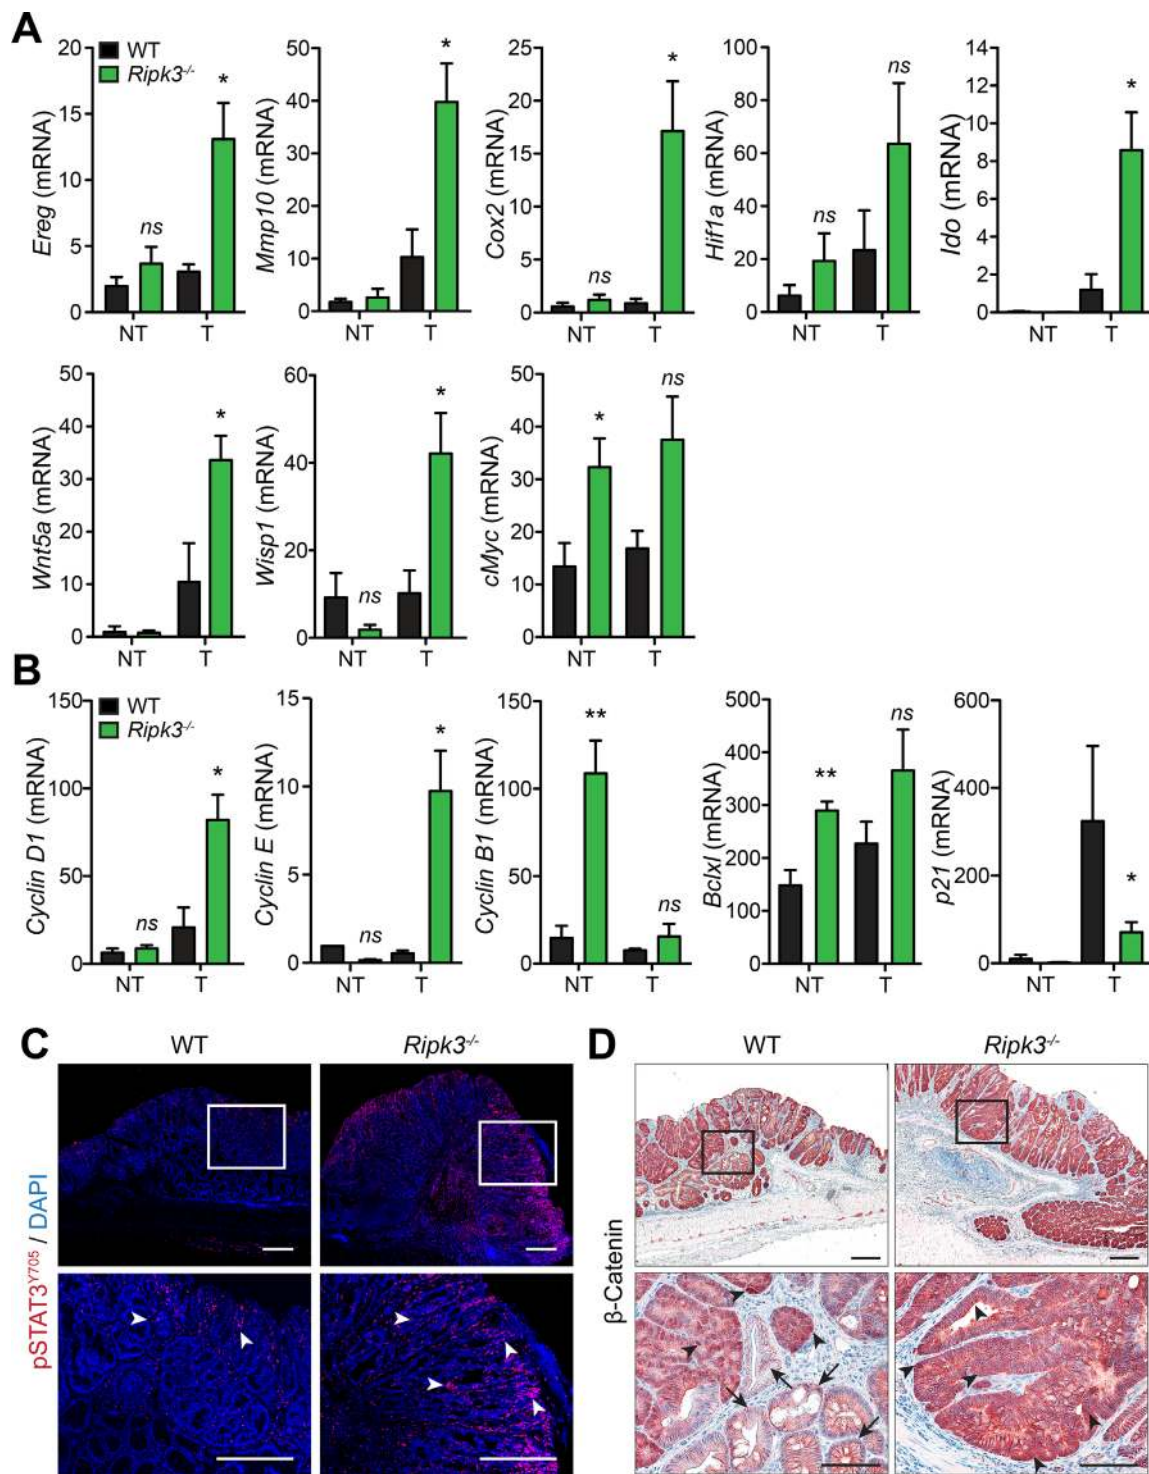 A
WT
Ripk3-/-
Ereg (mRNA)
20
15
10
5
0
ns
*
NT T
Mmp10 (mRNA)
50
40
30
20
10
0
*
NT T
Cox2 (mRNA)
25
20
15
10
5
0
ns
*
NT T
Hif1a (mRNA)
100
80
60
40
20
0
ns
ns
NT T
Ido (mRNA)
14
12
10
8
6
4
2
0
*
NT T
Wnt5a (mRNA)
50
40
30
20
10
0
*
NT T
Wisp1 (mRNA)
60
40
20
0
ns
*
NT T
cMyc (mRNA)
50
40
30
20
10
0
*
ns
NT T
B
WT
Ripk3-/-
Cyclin D1 (mRNA)
150
100
50
0
ns
*
NT T
Cyclin E (mRNA)
15
10
5
0
ns
*
NT T
Cyclin B1 (mRNA)
150
100
50
0
**
ns
NT T
Bclxl (mRNA)
500
400
300
200
100
0
**
ns
NT T
p21 (mRNA)
600
400
200
0
*
NT T
C
WT Ripk3-/-
pSTAT3Y705 / DAPI
D
WT Ripk3-/-
β-Catenin